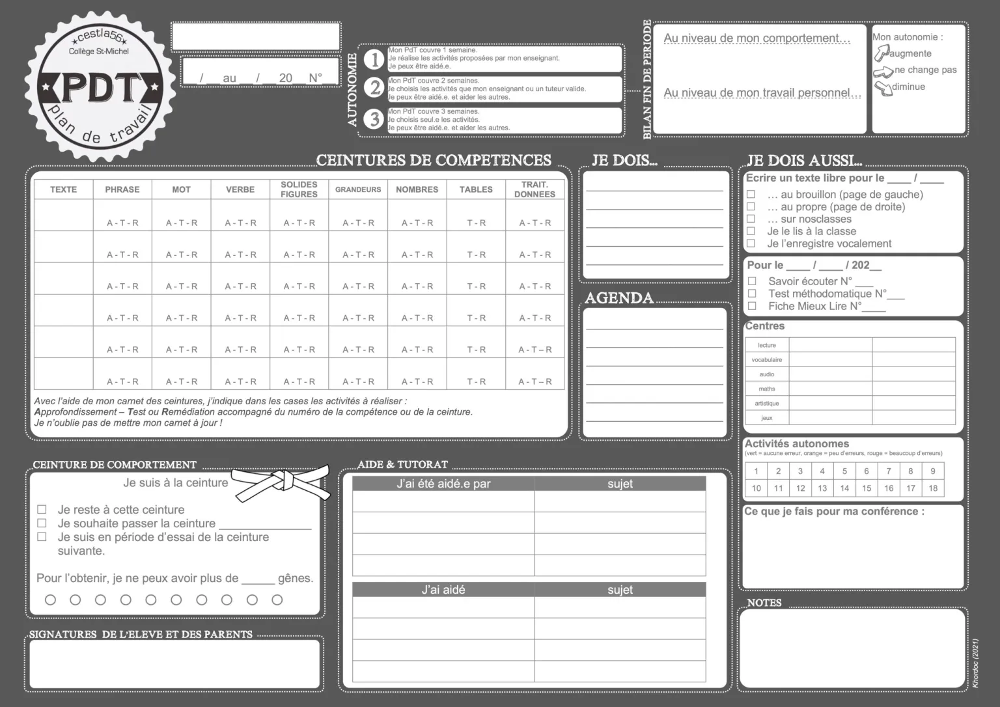 cestla56
Collège St-Michel
PDT
plan de travail
/ au / 20 N°
AUTONOMIE
1
Mon PdT couvre 1 semaine.
Je réalise les activités proposées par mon enseignant.
Je peux être aidé.e.
2
Mon PdT couvre 2 semaines.
Je choisis les activités que mon enseignant ou un tuteur valide.
Je peux être aidé.e. et aider les autres.
3
Mon PdT couvre 3 semaines.
Je choisis seul.e les activités.
Je peux être aidé.e. et aider les autres.
BILAN FIN DE PERIODE
Au niveau de mon comportement…
Au niveau de mon travail personnel…
Mon autonomie :
augmente
ne change pas
diminue
CEINTURES DE COMPETENCES
TEXTE PHRASE MOT VERBE SOLIDES FIGURES GRANDEURS NOMBRES TABLES TRAIT. DONNEES
A - T - R A - T - R A - T - R A - T - R A - T - R A - T - R T - R A - T - R
A - T - R A - T - R A - T - R A - T - R A - T - R A - T - R T - R A - T - R
A - T - R A - T - R A - T - R A - T - R A - T - R A - T - R T - R A - T - R
A - T - R A - T - R A - T - R A - T - R A - T - R A - T - R T - R A - T - R
A - T - R A - T - R A - T - R A - T - R A - T - R A - T - R T - R A - T – R
A - T - R A - T - R A - T - R A - T - R A - T - R A - T - R T - R A - T – R
Avec l'aide de mon carnet des ceintures, j'indique dans les cases les activités à réaliser :
Approfondissement – Test ou Remédiation accompagné du numéro de la compétence ou de la ceinture.
Je n'oublie pas de mettre mon carnet à jour !
JE DOIS...
AGENDA
JE DOIS AUSSI...
Ecrire un texte libre pour le ____ / ____
☐ … au brouillon (page de gauche)
☐ … au propre (page de droite)
☐ … sur nosclasses
☐ Je le lis à la classe
☐ Je l'enregistre vocalement
Pour le ____ / ____ / 202__
☐ Savoir écouter N° ___
☐ Test méthodomatique N°___
☐ Fiche Mieux Lire N°____
Centres
lecture
vocabulaire
audio
maths
artistique
jeux
Activités autonomes
(vert = aucune erreur, orange = peu d'erreurs, rouge = beaucoup d'erreurs)
1 2 3 4 5 6 7 8 9
10 11 12 13 14 15 16 17 18
Ce que je fais pour ma conférence :
NOTES
CEINTURE DE COMPORTEMENT
Je suis à la ceinture
☐ Je reste à cette ceinture
☐ Je souhaite passer la ceinture _______________
☐ Je suis en période d'essai de la ceinture
suivante.
Pour l'obtenir, je ne peux avoir plus de _____ gênes.
SIGNATURES DE L'ELEVE ET DES PARENTS
AIDE & TUTORAT
J'ai été aidé.e par sujet
J'ai aidé sujet
Khordoc (2021)